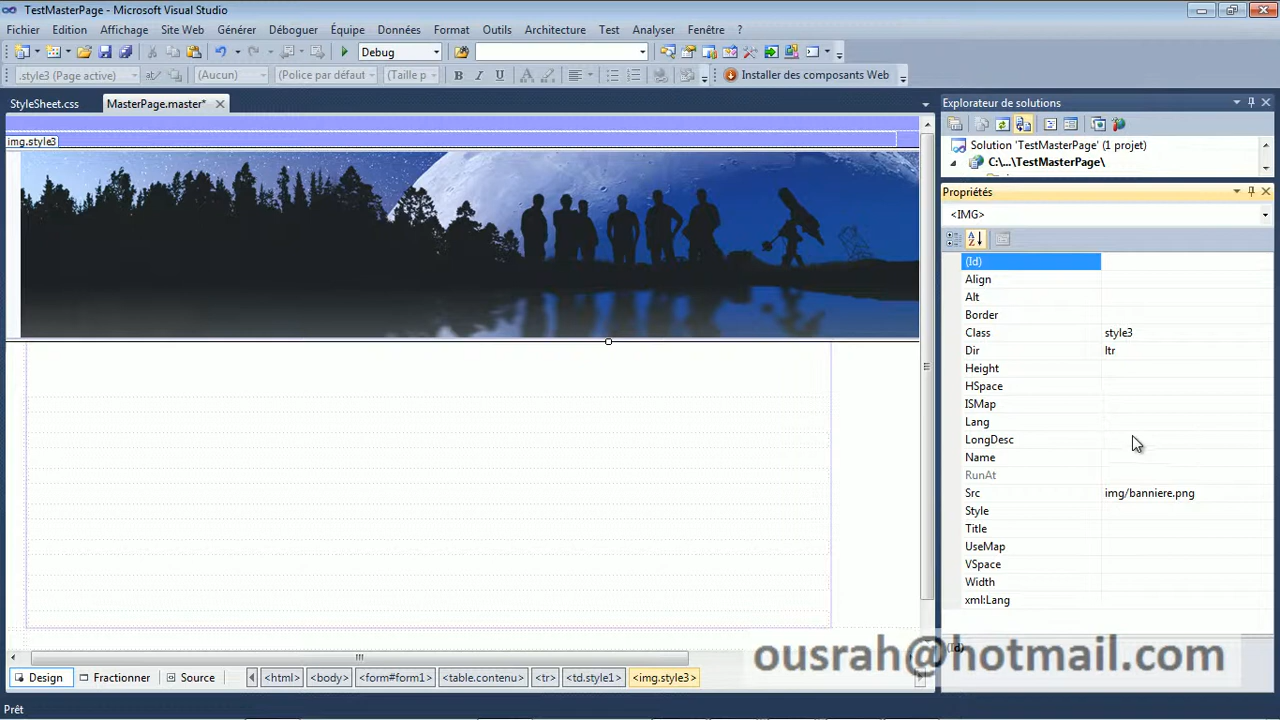 TestMasterPage - Microsoft Visual Studio
Fichier Edition Affichage Site Web Générer Déboguer Équipe Données Format Outils Architecture Test Analyser Fenêtre ?
Debug
.style3 (Page active) (Aucun) (Police par défaut (Taille p B I U A Installer des composants Web
StyleSheet.css MasterPage.master*
img.style3
Explorateur de solutions
Solution 'TestMasterPage' (1 projet)
C:\...\TestMasterPage\
Propriétés
<IMG>
(Id)
Align
Alt
Border
Class style3
Dir ltr
Height
HSpace
ISMap
Lang
LongDesc
Name
RunAt
Src img/banniere.png
Style
Title
UseMap
VSpace
Width
xml:Lang
(Id)
ousrah@hotmail.com
Design Fractionner Source <html> <body> <form#form1> <table.contenu> <tr> <td.style1> <img.style3>
Prêt